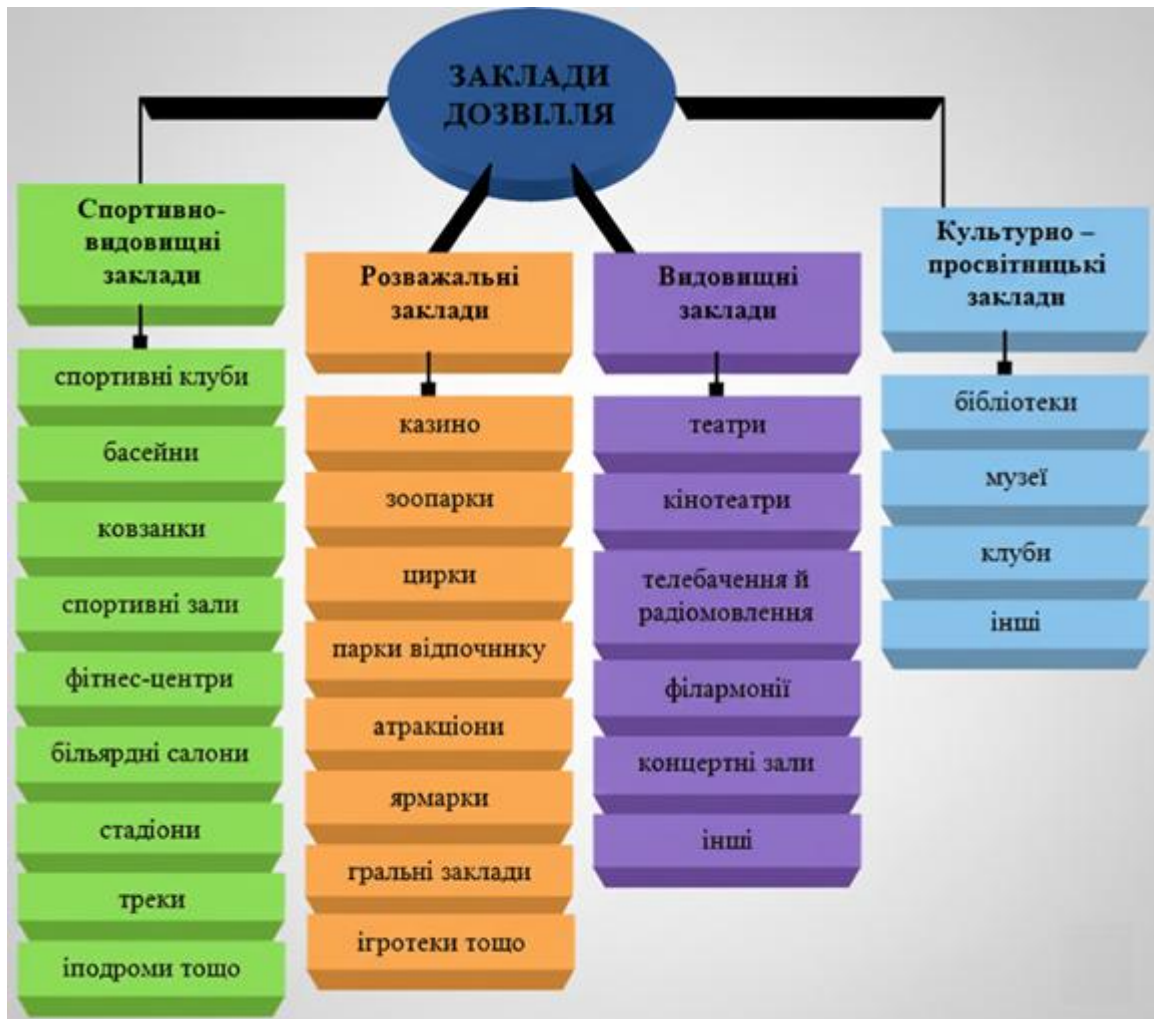 ЗАКЛАДИ
ДОЗВІЛЛЯ
Спортивно-
видовищні
заклади
спортивні клуби
басейни
ковзанки
спортивні зали
фітнес-центри
більярдні салони
стадіони
треки
іподроми тощо
Розважальні
заклади
казино
зоопарки
цирки
парки відпочинку
атракціони
ярмарки
гральні заклади
ігротеки тощо
Видовищні
заклади
театри
кінотеатри
телебачення й
радіомовлення
філармонії
концертні зали
інші
Культурно –
просвітницькі
заклади
бібліотеки
музеї
клуби
інші